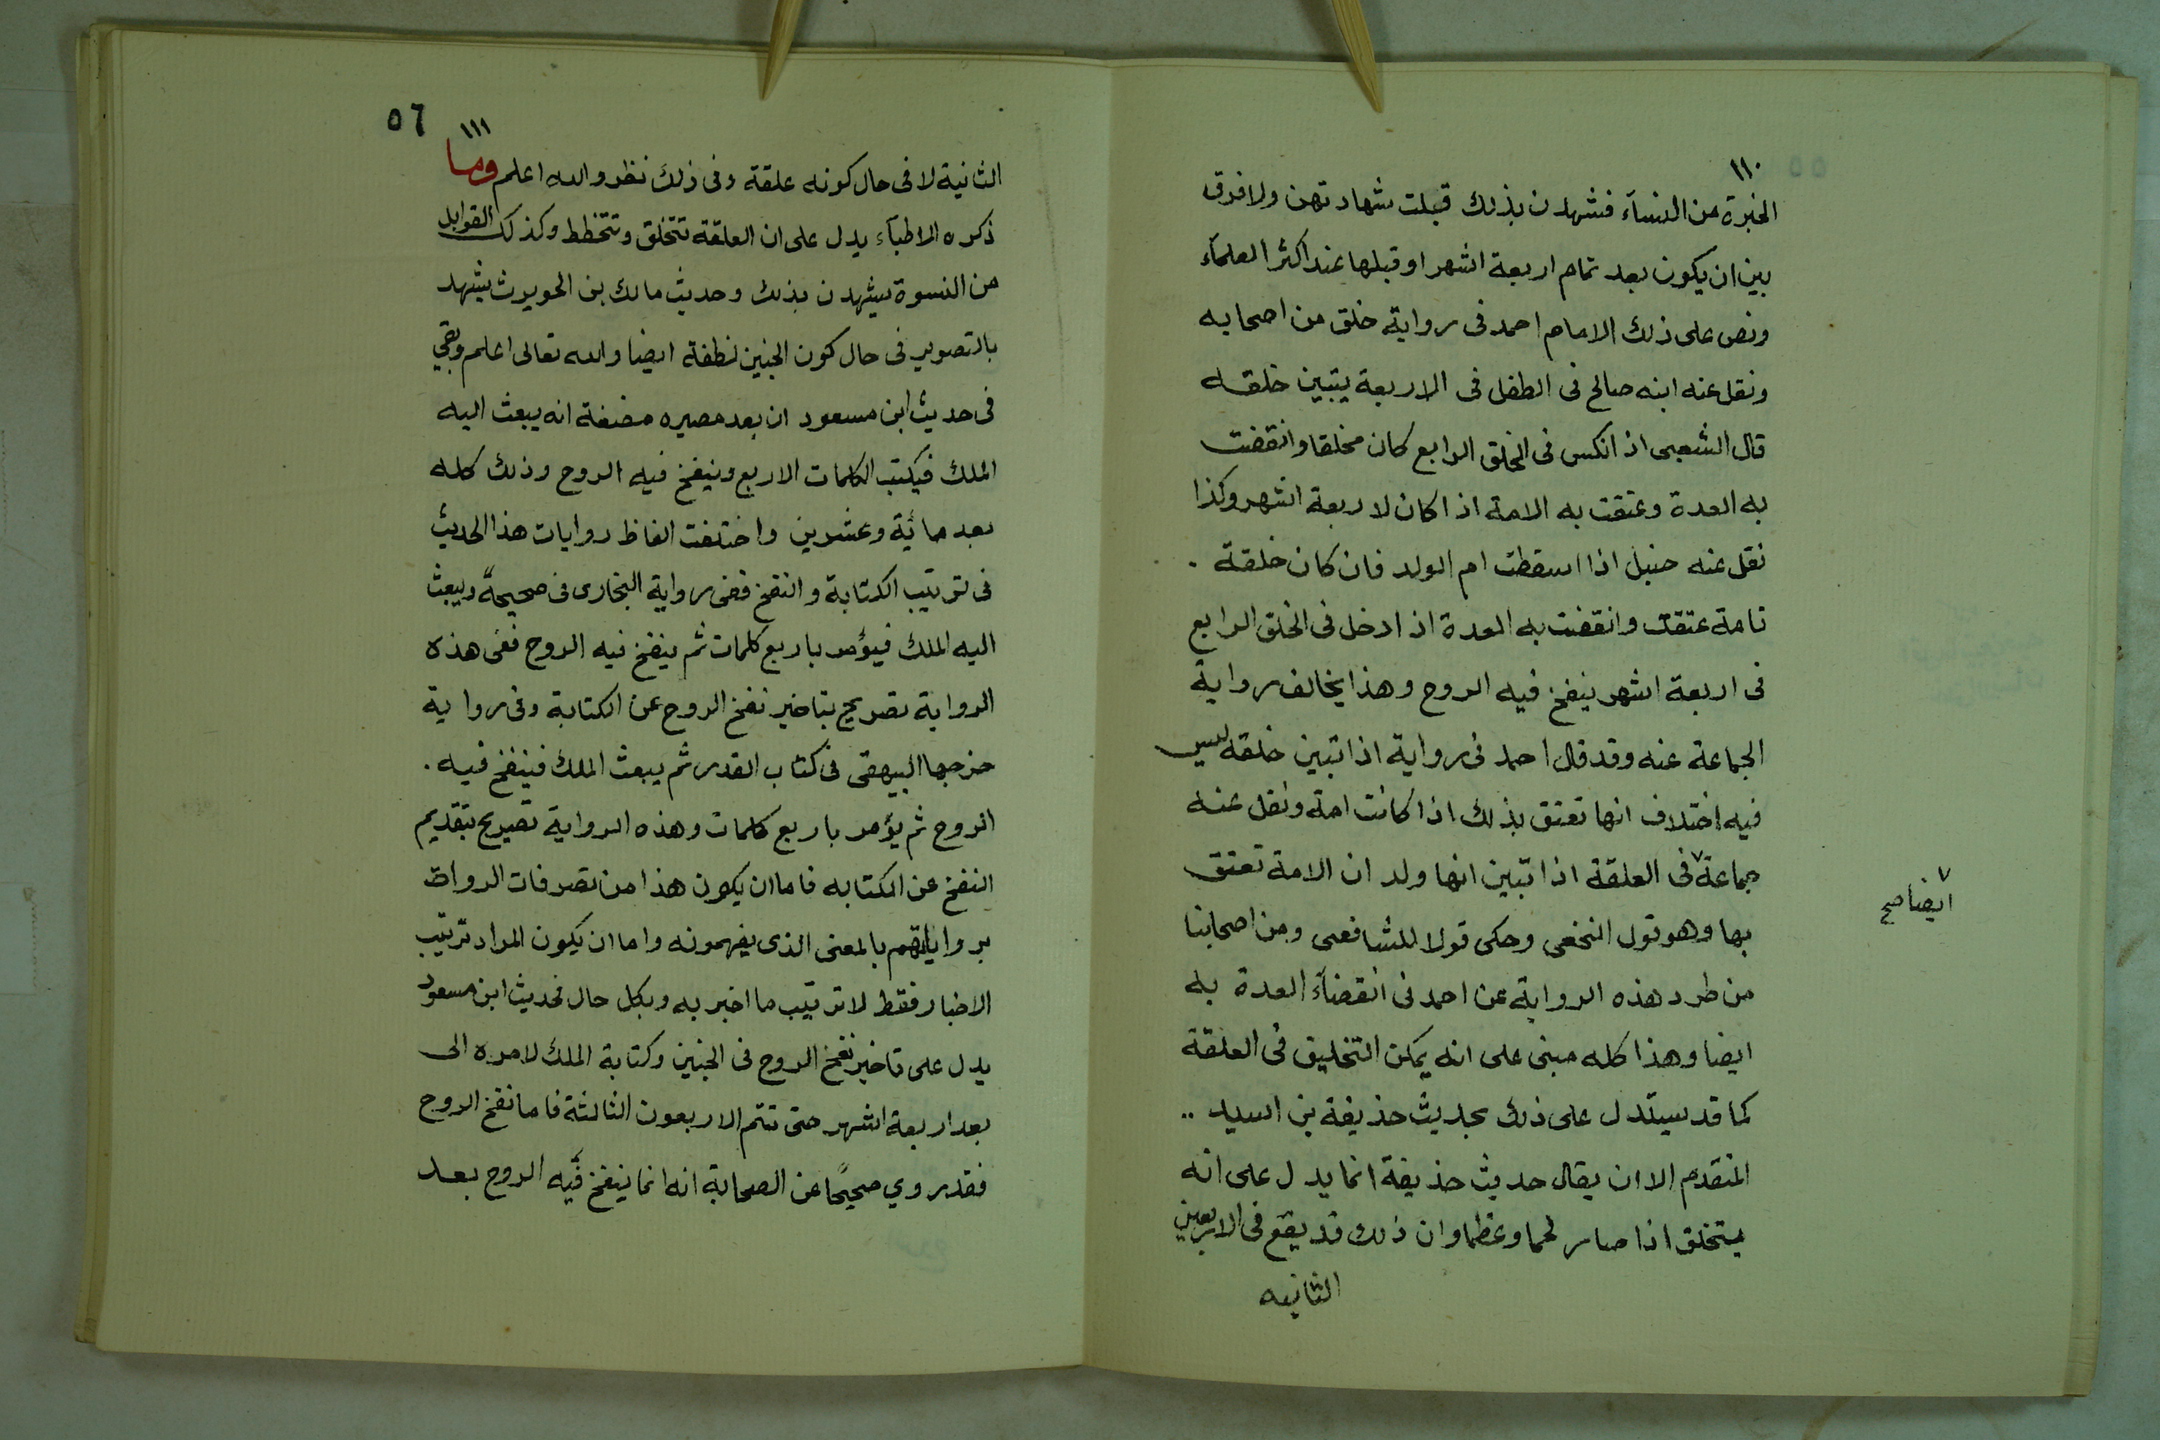 ١١٠
الخبرة من النسآء فشهدن بذلك قبلت شهادتهن ولا فرق
بين ان يكون بعد تمام اربعة اشهر او قبلها عند اكثر العلمآء
ونص على ذلك الامام احمد فى رواية خلق من اصحابه
ونقل عنه ابنه صالح فى الطفل فى الاربعة يتبين خلقه
قال الشعبى اذا نكس فى الخلق الرابع كان مخلقا وانقضت
به العدة وعتقت به الامة اذا كان لاربعة اشهر وكذا
نقل عنه حنبل اذا اسقطت ام الولد فان كان خلقة .
تامة عتقت وانقضت به العدة اذا دخل فى الخلق الرابع
فى اربعة اشهر ينفخ فيه الروح وهذا يخالف رواية
الجماعة عنه وقد قال احمد فى رواية اذا تبين خلقه ليس
فيه اختلاف انها تعتق بذلك اذا كانت امة ونقل عنه
جماعة٧ فى العلقة اذا تبين انها ولد ان الامة تعتق
٧
ايضا صح
بها وهو قول النخعى وحكى قولا للشافعى ومن اصحابنا
من طرد هذه الرواية عن احمد فى انقضآء العدة به
ايضا وهذا كله مبنى على انه يمكن التخليق فى العلقة
كما قد سيتدل على ذلك بحديث حذيفة بن اسيد ..
المتقدم الا ان يقال حديث حذيفة انما يدل على انه
يتخلق اذا صار لحما وعظما وان ذلك قد يقع فى الاربعين
الثانيه
٥٦
١١١
الثانية لا فى حال كونه علقة وفى ذلك نظر والله اعلم وما
ذكره الاطبآء يدل على ان العلقة تتخلق وتتخطط وكذلك القوابل
من النسوة يشهدن بذلك وحديث مالك بن الحويرث يشهد
بالتصوير فى حال كون الجنين نطفة ايضا والله تعالى اعلم وبقي
فى حديث ابن مسعود ان بعد مصيره مضغة انه يبعث اليه
الملك فيكتب الكلمات الاربع وينفخ فيه الروح وذلك كله
بعد مائة وعشرين واختلفت الفاظ روايات هذا الحديث
فى ترتيب الكتابة والنفخ ففى رواية البخارى فى صحيحة ويبعث
اليه الملك فيؤمر باربع كلمات ثم ينفخ فيه الروح ففى هذه
الرواية تصريح بتاخير نفخ الروح عن الكتابة وفى رواية
خرجها البيهقى فى كتاب القدر ثم يبعث الملك فينفخ فيه .
الروح ثم يؤمر باربع كلمات وهذه الرواية تصريح بتقديم
النفخ عن الكتابه فاما ان يكون هذا من تصرفات الرواة
برواياتهم بالمعنى الذى يفهمونه واما ان يكون المراد ترتيب
الاخبار فقط لا ترتيب ما اخبر به وبكل حال فحديث ابن مسعود
يدل على تاخير نفخ الروح فى الجنين وكتابة الملك لامره الى
بعد اربعة اشهر حتى تتم الاربعون الثالثة فاما نفخ الروح
فقد روي صحيحًا عن الصحابة انه انما ينفخ فيه الروح بعد